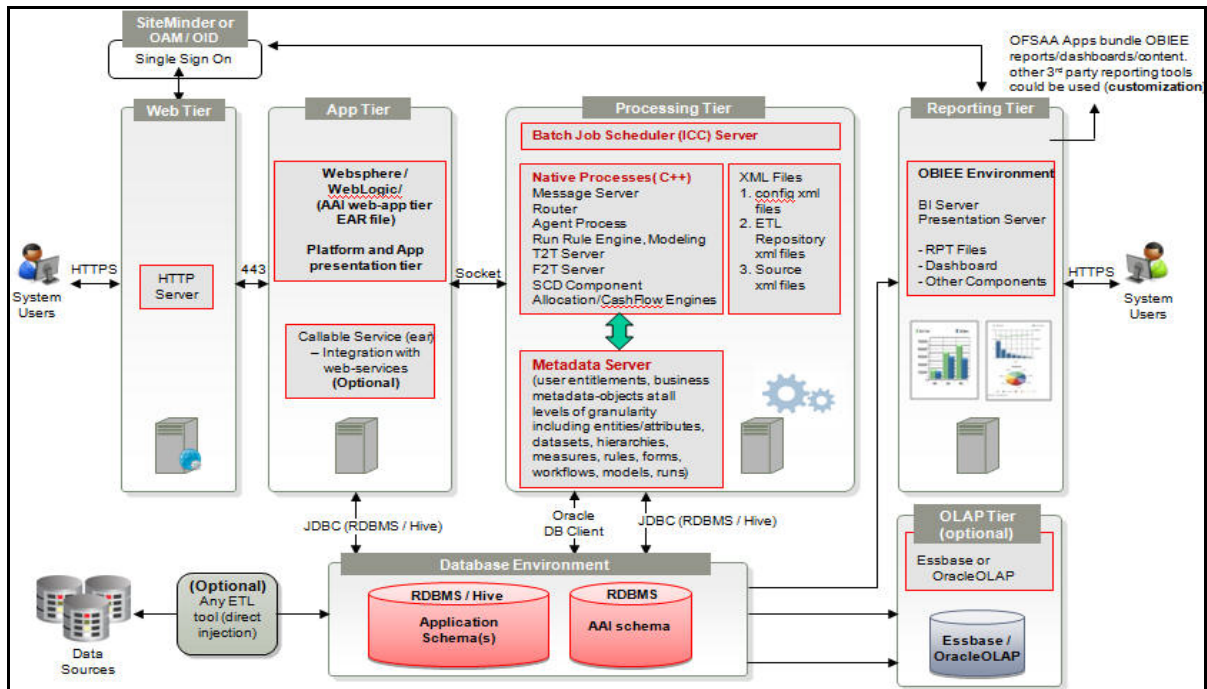 SiteMinder or
OAM / OID
Single Sign On
OFSAA Apps bundle OBIEE
reports/dashboards/content.
other 3rd party reporting tools
could be used (customization)
Web Tier
App Tier
Processing Tier
Reporting Tier
System
Users
HTTPS
HTTP
Server
443
Websphere /
WebLogic/
(AAI web-app tier
EAR file)
Platform and App
presentation tier
Callable Service (ear)
– Integration with
web-services
(Optional)
Socket
Batch Job Scheduler (ICC) Server
Native Processes( C++)
Message Server
Router
Agent Process
Run Rule Engine, Modeling
T2T Server
F2T Server
SCD Component
Allocation/CashFlow Engines
XML Files
1. config xml
files
2. ETL
Repository
xml files
3. Source
xml files
Metadata Server
(user entitlements, business
metadata-objects at all
levels of granularity
including entities/attributes,
datasets, hierarchies,
measures, rules, forms,
workflows, models, runs)
OBIEE Environment
BI Server
Presentation Server
- RPT Files
- Dashboard
- Other Components
HTTPS
System
Users
JDBC (RDBMS / Hive)
Oracle
DB Client
JDBC (RDBMS / Hive)
Database Environment
RDBMS / Hive
Application
Schema(s)
RDBMS
AAI schema
OLAP Tier
(optional)
Essbase or
OracleOLAP
Essbase /
OracleOLAP
Data
Sources
(Optional)
Any ETL
tool (direct
injection)